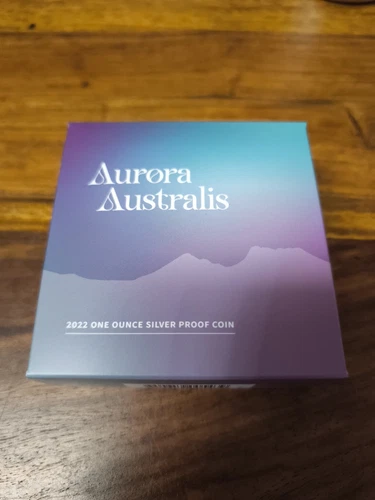 Aurora
Australis
2022 ONE OUNCE SILVER PROOF COIN